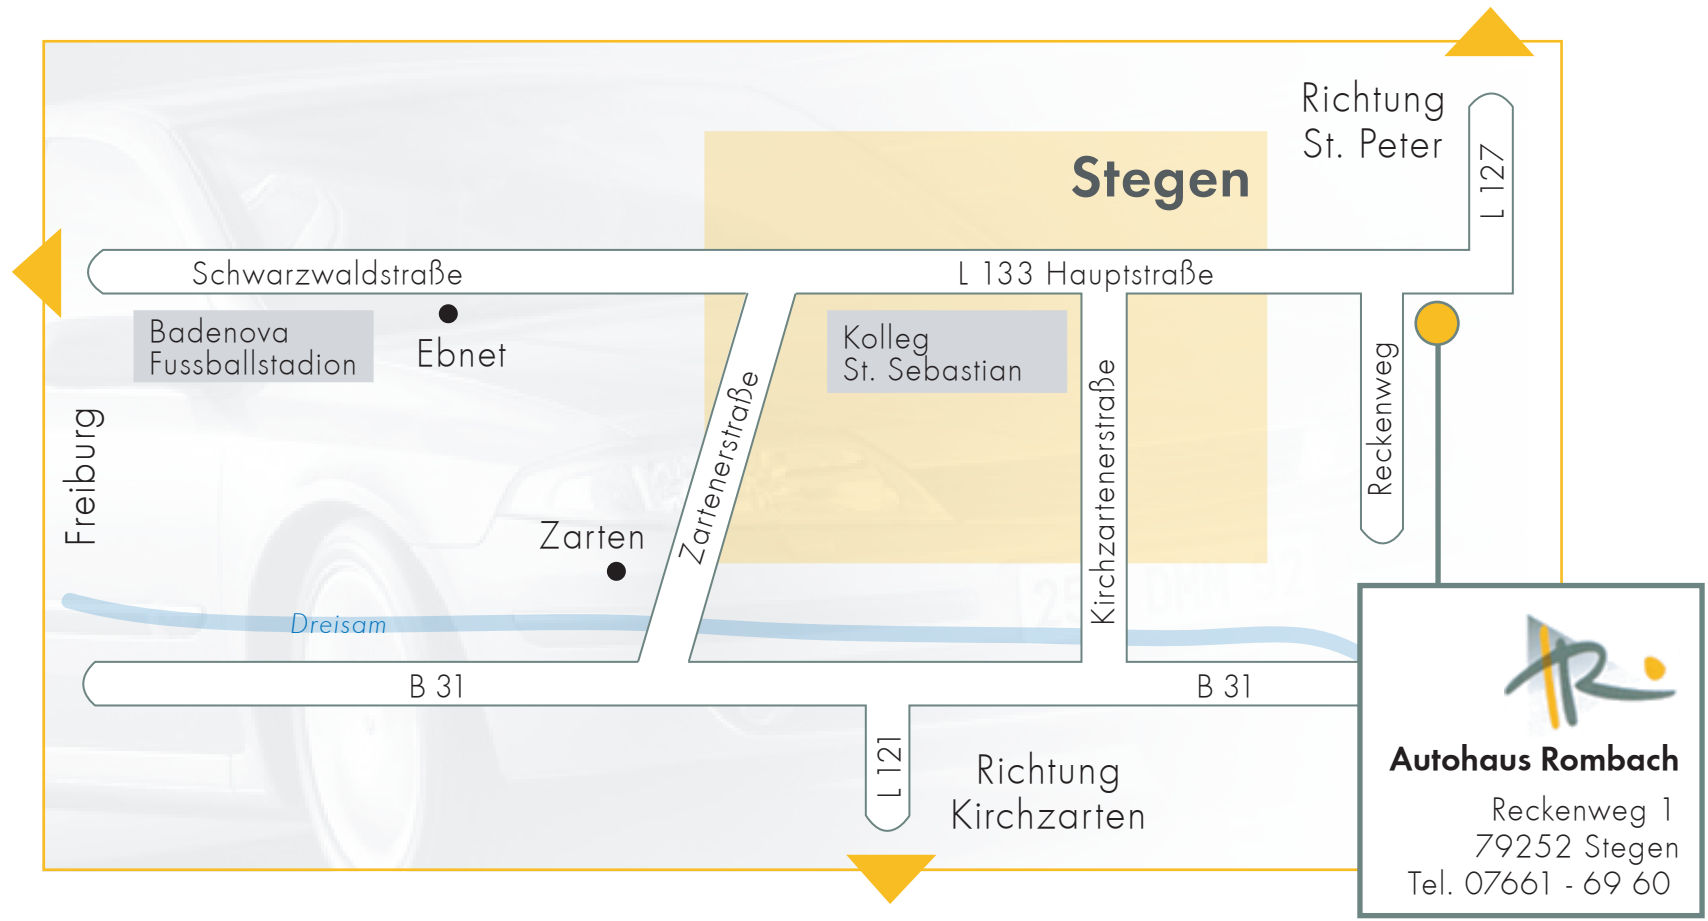 Richtung
St. Peter
L 127
Stegen
Schwarzwaldstraße
L 133 Hauptstraße
Badenova
Fussballstadion
Ebnet
Kolleg
St. Sebastian
Freiburg
Zarten
Zartenerstraße
Kirchzartenerstraße
Reckenweg
Dreisam
B 31
B 31
L 121
Richtung
Kirchzarten
Autohaus Rombach
Reckenweg 1
79252 Stegen
Tel. 07661 - 69 60